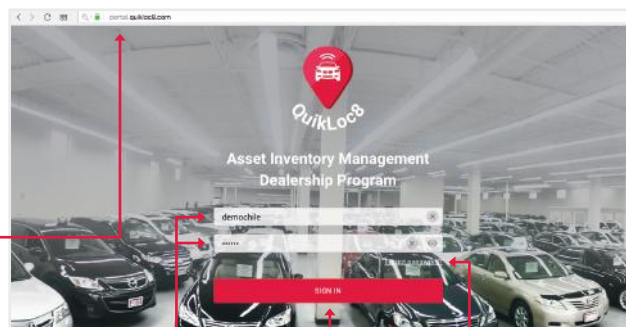 portal.quikloc8.com
QuikLoc8
Asset Inventory Management
Dealership Program
demochile
••••••
SIGN IN